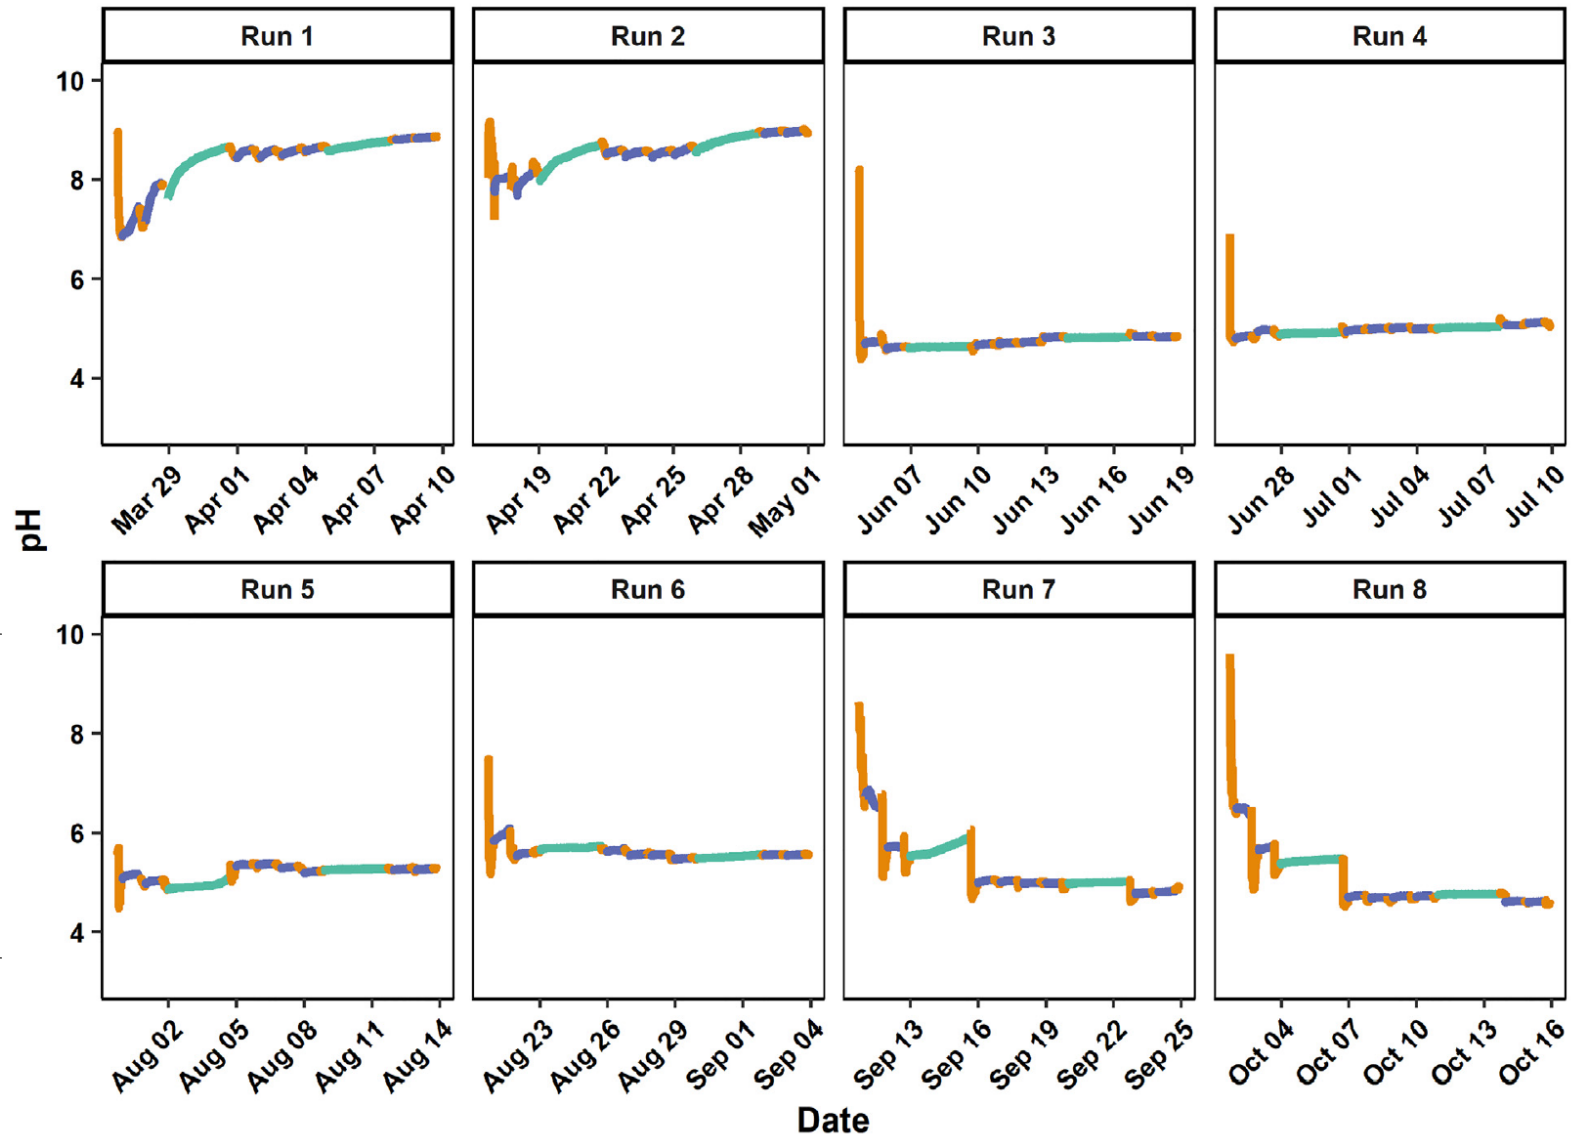 Run 1 Run 2 Run 3 Run 4
10
8
6
4
Mar 29 Apr 01 Apr 04 Apr 07 Apr 10 Apr 19 Apr 22 Apr 25 Apr 28 May 01 Jun 07 Jun 10 Jun 13 Jun 16 Jun 19 Jun 28 Jul 01 Jul 04 Jul 07 Jul 10
pH
Run 5 Run 6 Run 7 Run 8
10
8
6
4
Aug 02 Aug 05 Aug 08 Aug 11 Aug 14 Aug 23 Aug 26 Aug 29 Sep 01 Sep 04 Sep 13 Sep 16 Sep 19 Sep 22 Sep 25 Oct 04 Oct 07 Oct 10 Oct 13 Oct 16
Date